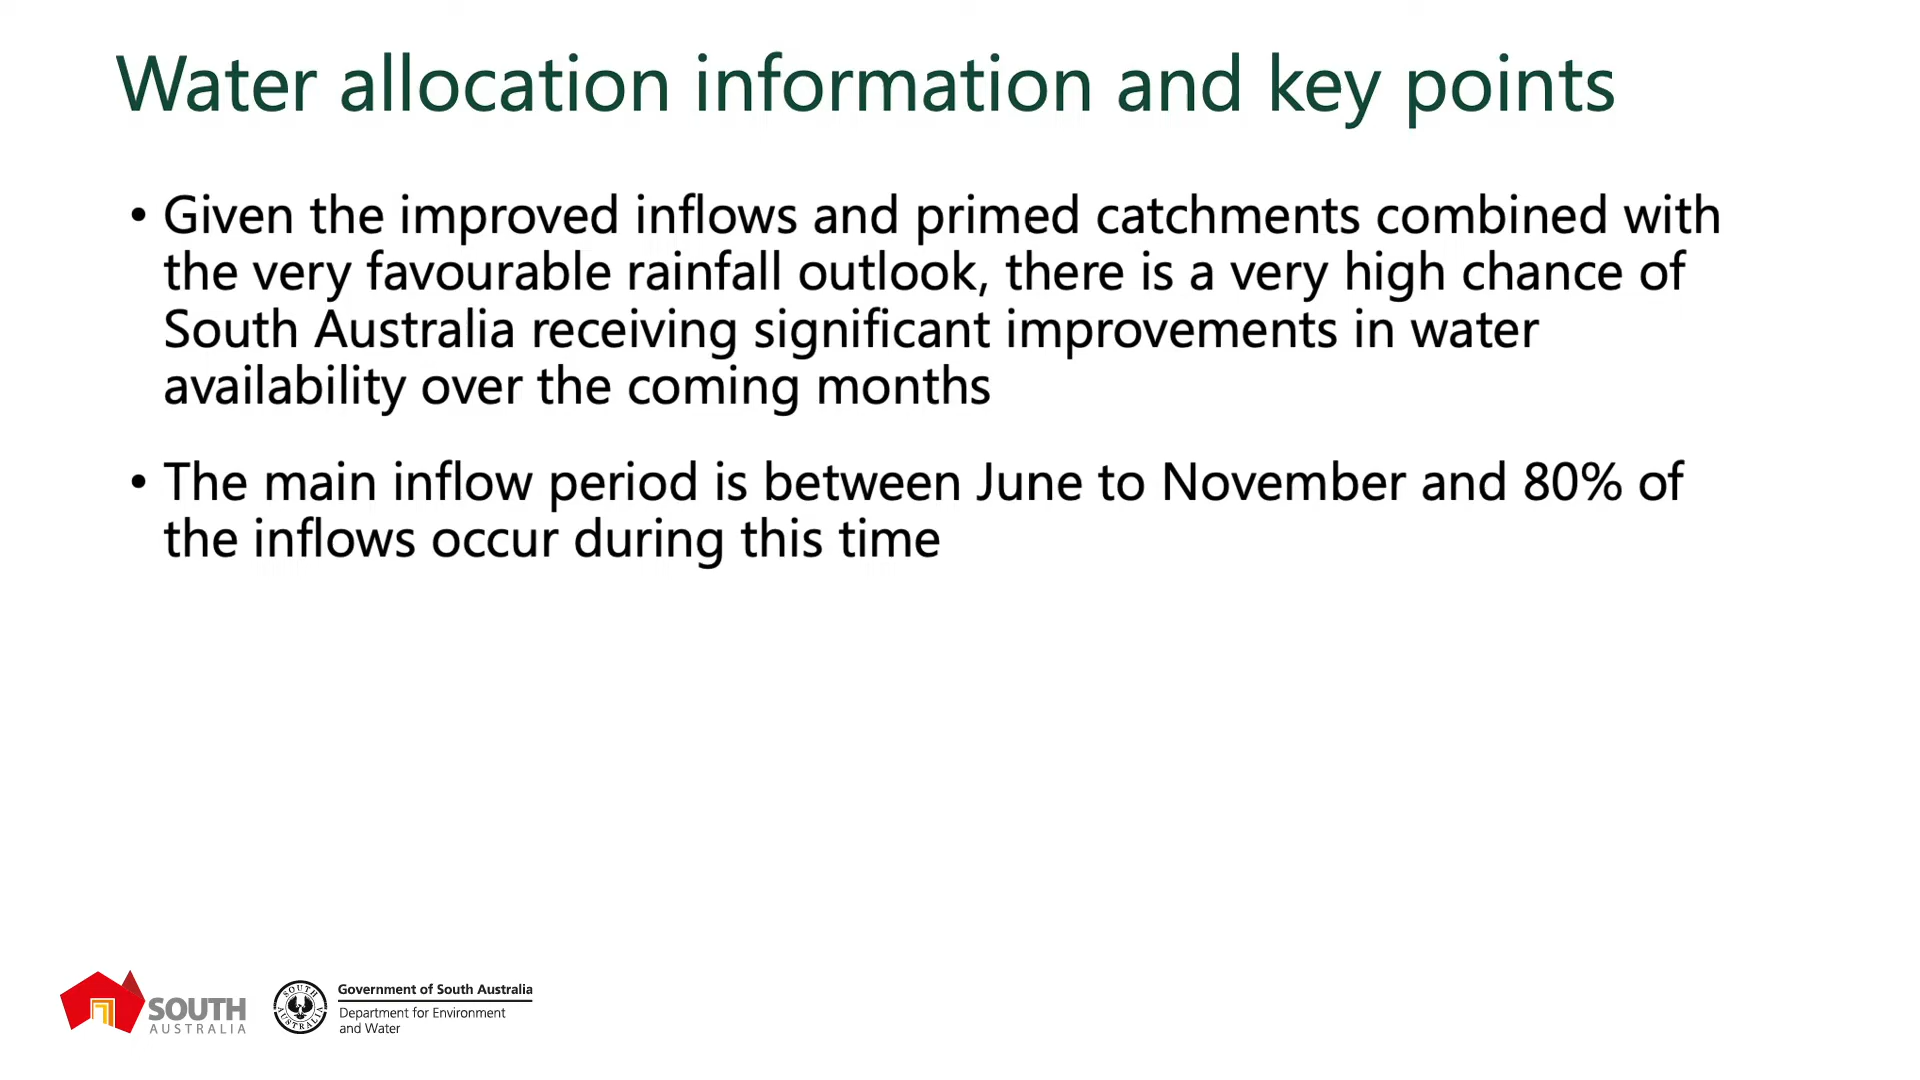 Water allocation information and key points
• Given the improved inflows and primed catchments combined with
the very favourable rainfall outlook, there is a very high chance of
South Australia receiving significant improvements in water
availability over the coming months
• The main inflow period is between June to November and 80% of
the inflows occur during this time
SOUTH
AUSTRALIA
SOUTH
AUSTRALIA
Government of South Australia
Department for Environment
and Water